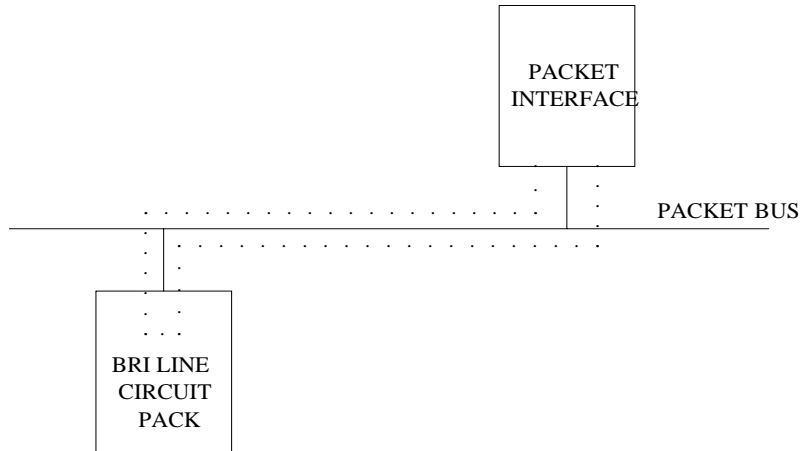 PACKET
INTERFACE
PACKET BUS
BRI LINE
CIRCUIT
PACK